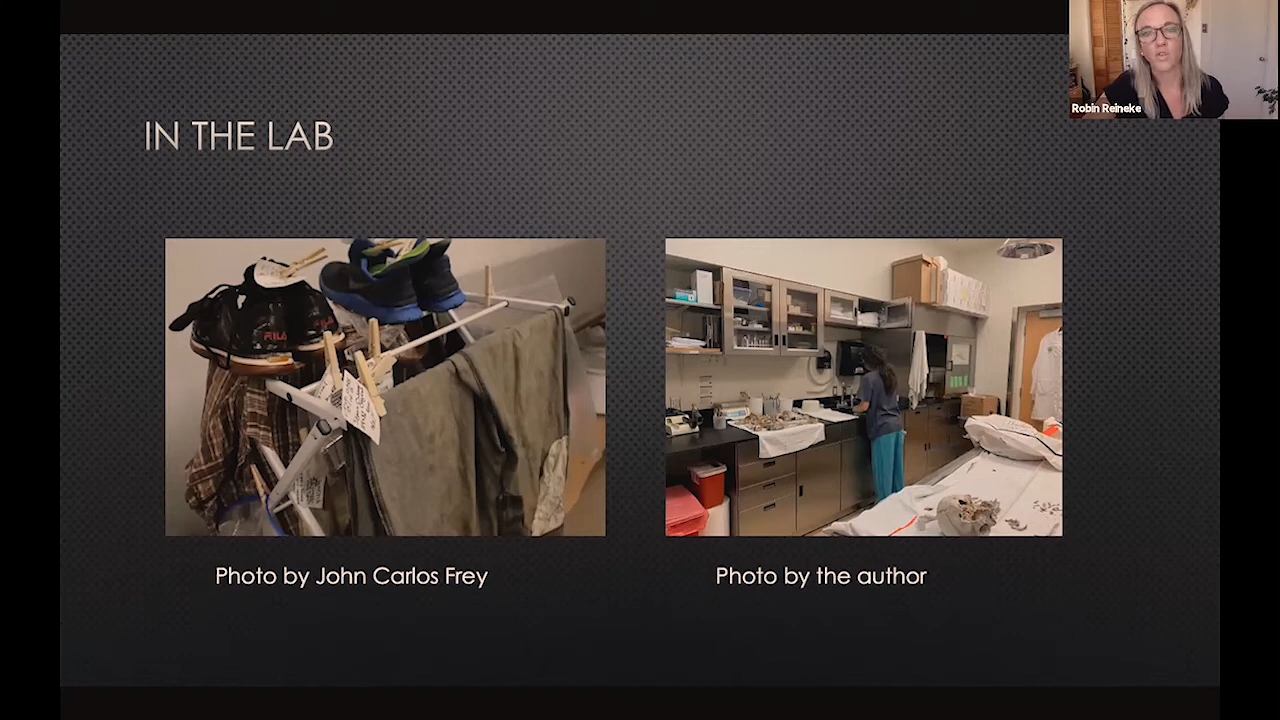 Robin Reineke
IN THE LAB
FILA
Photo by John Carlos Frey
Photo by the author